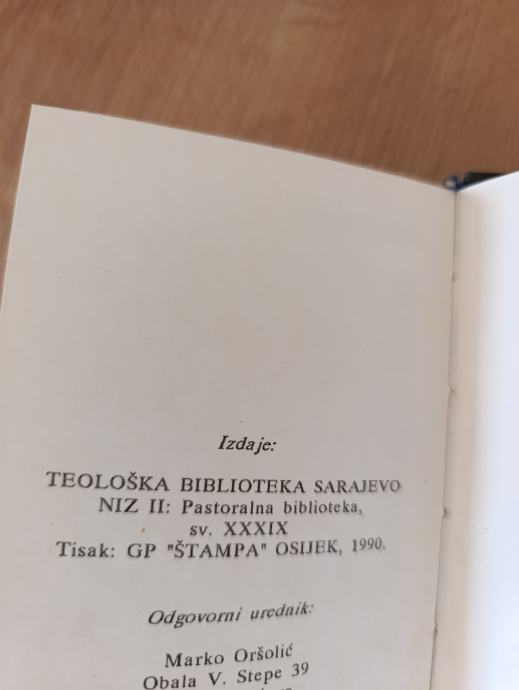 Izdaje:
TEOLOŠKA BIBLIOTEKA SARAJEVO
NIZ II: Pastoralna biblioteka,
sv. XXXIX
Tisak: GP "ŠTAMPA" OSIJEK, 1990.
Odgovorni urednik:
Marko Oršolić
Obala V. Stepe 39